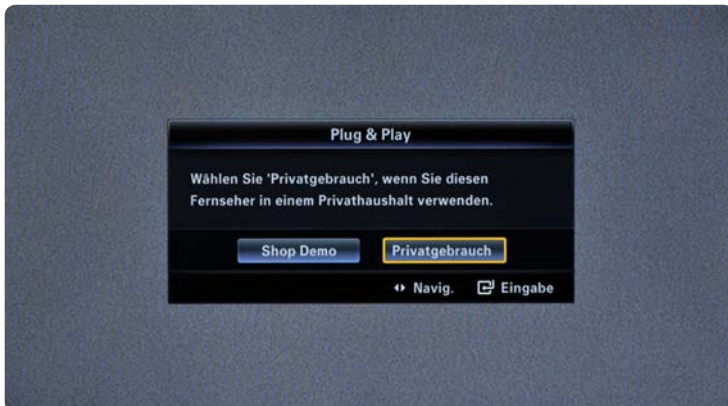 Plug & Play
Wählen Sie 'Privatgebrauch', wenn Sie diesen
Fernseher in einem Privathaushalt verwenden.
Shop Demo Privatgebrauch
Navig. Eingabe